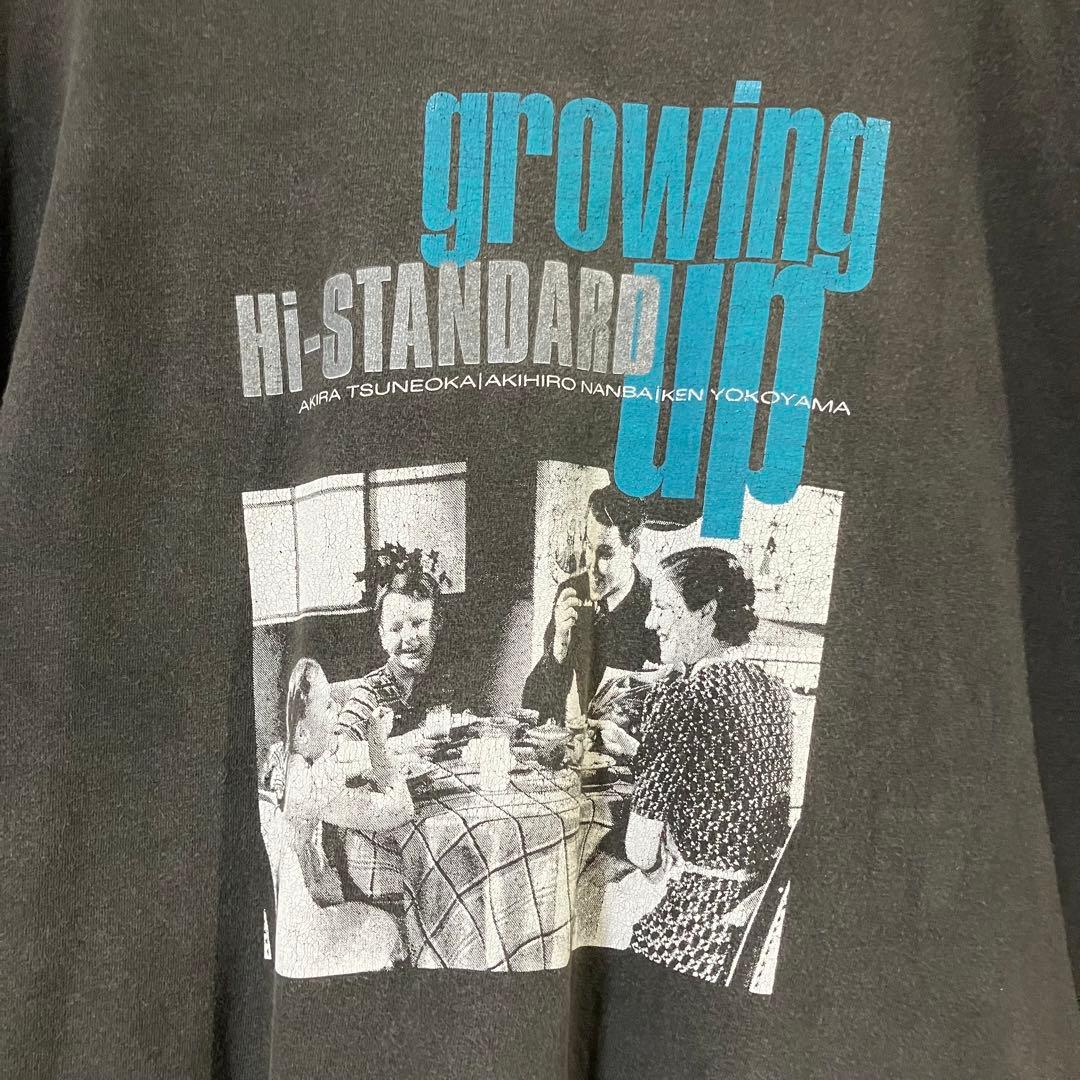 growing
up
Hi-STANDARD
AKIRA TSUNEOKA|AKIHIRO NANBA|KEN YOKOYAMA